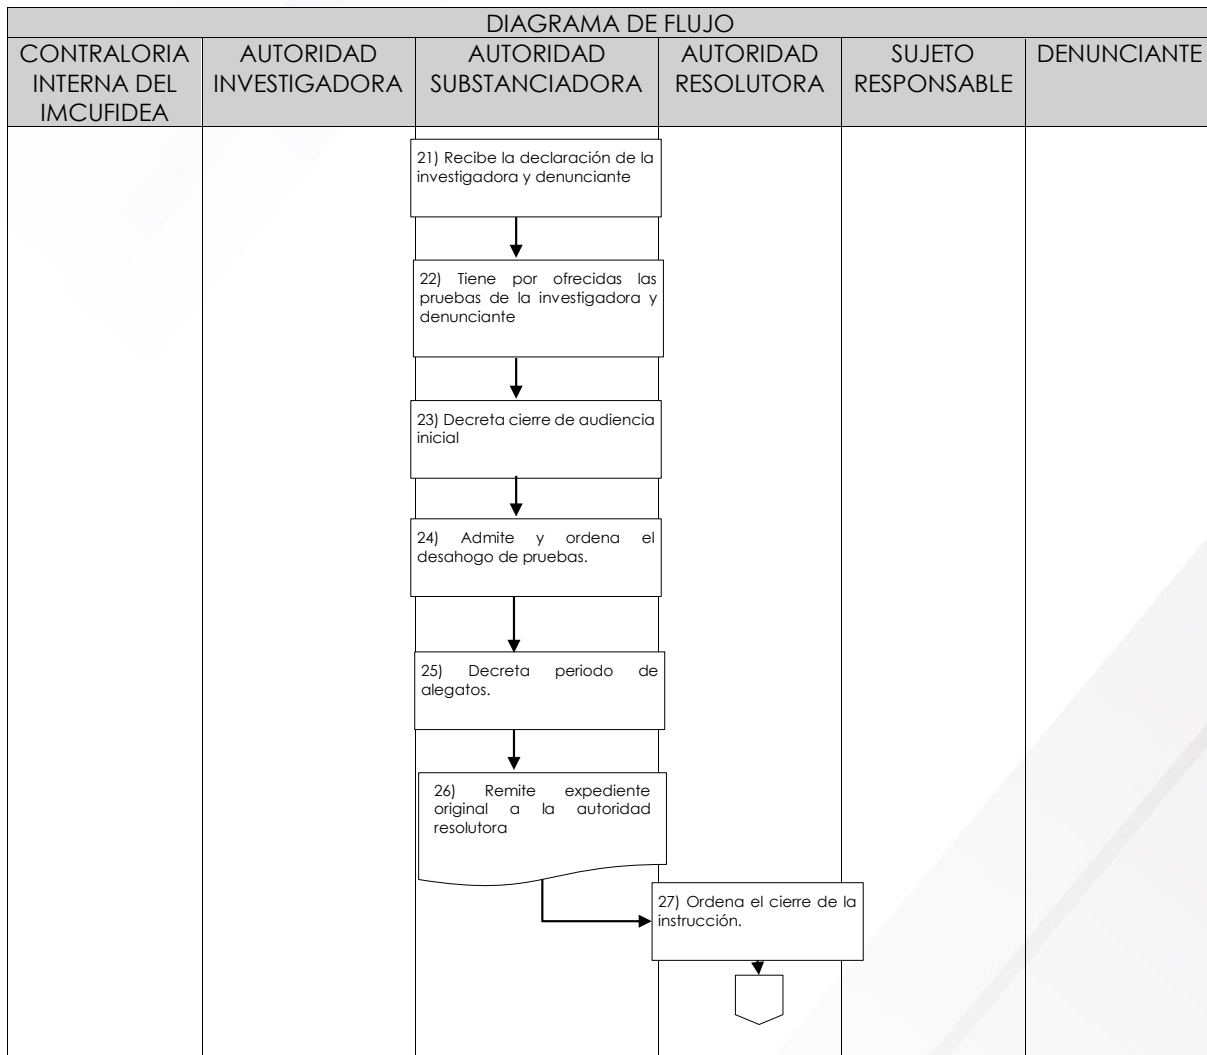 DIAGRAMA DE FLUJO
CONTRALORIA
INTERNA DEL
IMCUFIDEA
AUTORIDAD
INVESTIGADORA
AUTORIDAD
SUBSTANCIADORA
AUTORIDAD
RESOLUTORA
SUJETO
RESPONSABLE
DENUNCIANTE
21) Recibe la declaración de la
investigadora y denunciante
22) Tiene por ofrecidas las
pruebas de la investigadora y
denunciante
23) Decreta cierre de audiencia
inicial
24) Admite y ordena el
desahogo de pruebas.
25) Decreta periodo de
alegatos.
26) Remite expediente
original a la autoridad
resolutora
27) Ordena el cierre de la
instrucción.